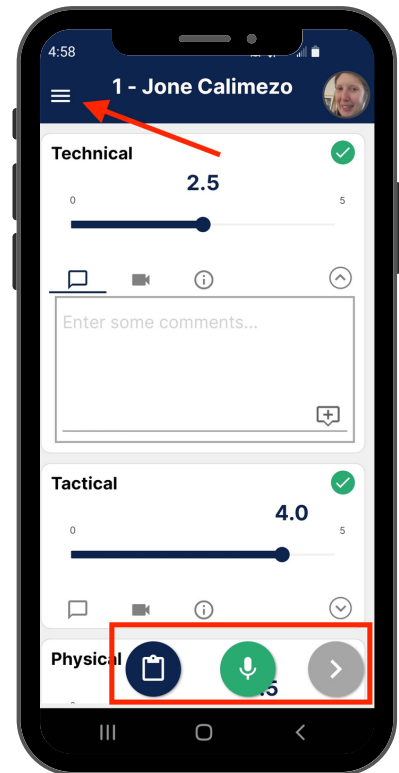 4:58
1 - Jone Calimezo
Technical
2.5
0 5
Enter some comments...
Tactical
4.0
0 5
Physical
.5